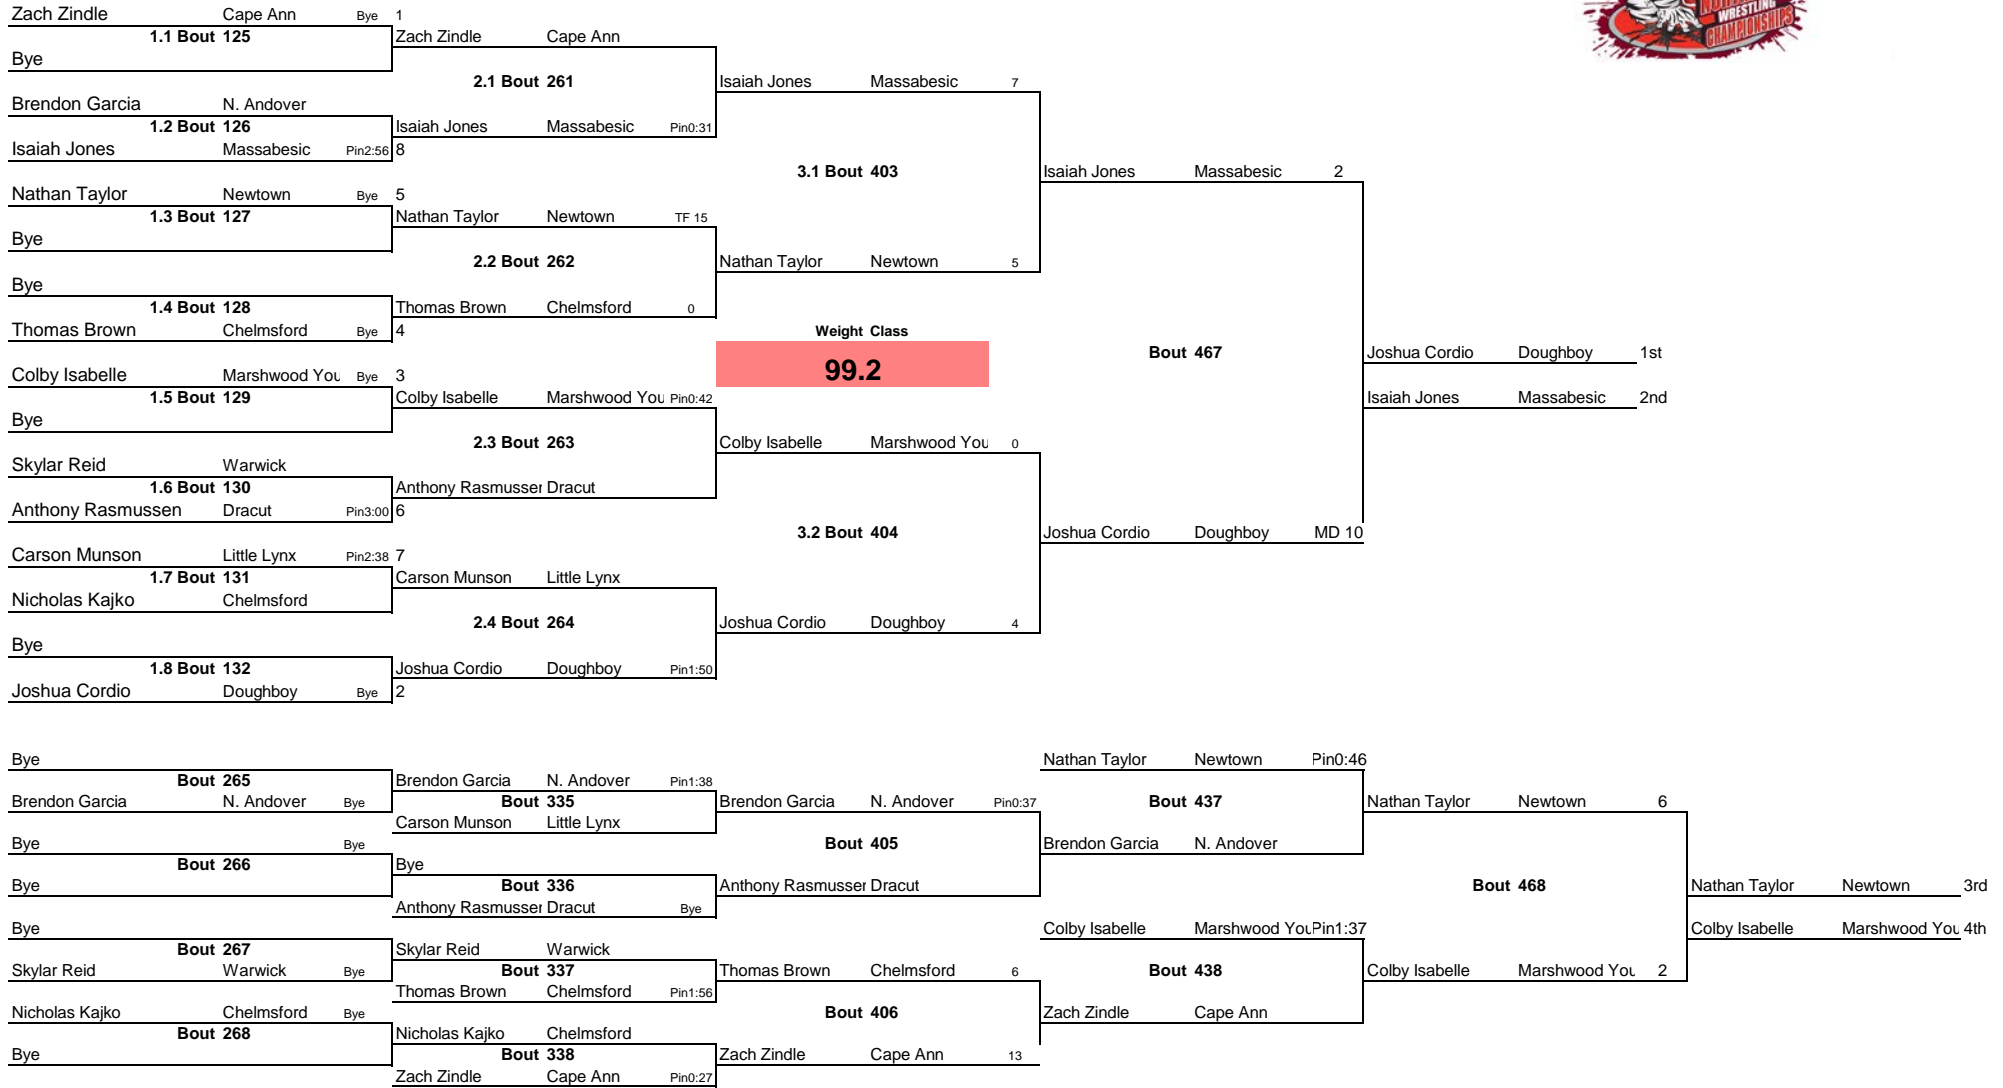 Zach Zindle Cape Ann Bye 1
1.1 Bout 125 Zach Zindle Cape Ann
Bye
2.1 Bout 261 Isaiah Jones Massabesic 7
Brendon Garcia N. Andover
1.2 Bout 126 Isaiah Jones Massabesic Pin0:31
Isaiah Jones Massabesic Pin2:56 8
3.1 Bout 403 Isaiah Jones Massabesic 2
Nathan Taylor Newtown Bye 5
1.3 Bout 127 Nathan Taylor Newtown TF 15
Bye
2.2 Bout 262 Nathan Taylor Newtown 5
Bye
1.4 Bout 128 Thomas Brown Chelmsford 0
Thomas Brown Chelmsford Bye 4 Weight Class
Bout 467 Joshua Cordio Doughboy 1st
Colby Isabelle Marshwood You Bye 3 99.2
1.5 Bout 129 Colby Isabelle Marshwood You Pin0:42 Isaiah Jones Massabesic 2nd
Bye
2.3 Bout 263 Colby Isabelle Marshwood You 0
Skylar Reid Warwick
1.6 Bout 130 Anthony Rasmusser Dracut
Anthony Rasmussen Dracut Pin3:00 6
3.2 Bout 404 Joshua Cordio Doughboy MD 10
Carson Munson Little Lynx Pin2:38 7
1.7 Bout 131 Carson Munson Little Lynx
Nicholas Kajko Chelmsford
2.4 Bout 264 Joshua Cordio Doughboy 4
Bye
1.8 Bout 132 Joshua Cordio Doughboy Pin1:50
Joshua Cordio Doughboy Bye 2
Bye Nathan Taylor Newtown Pin0:46
Bout 265 Brendon Garcia N. Andover Pin1:38
Brendon Garcia N. Andover Bye Bout 335 Brendon Garcia N. Andover Pin0:37 Bout 437 Nathan Taylor Newtown 6
Carson Munson Little Lynx
Bye Bye Bout 405 Brendon Garcia N. Andover
Bout 266 Bye
Bye Bout 336 Anthony Rasmusser Dracut Bout 468 Nathan Taylor Newtown 3rd
Anthony Rasmusser Dracut Bye
Bye Colby Isabelle Marshwood You Pin1:37 Colby Isabelle Marshwood You 4th
Bout 267 Skylar Reid Warwick
Skylar Reid Warwick Bye Bout 337 Thomas Brown Chelmsford 6 Bout 438 Colby Isabelle Marshwood You 2
Thomas Brown Chelmsford Pin1:56
Nicholas Kajko Chelmsford Bye Bout 406 Zach Zindle Cape Ann
Bout 268 Nicholas Kajko Chelmsford
Bye Bout 338 Zach Zindle Cape Ann 13
Zach Zindle Cape Ann Pin0:27
WRESTLING
CHAMPIONSHIPS